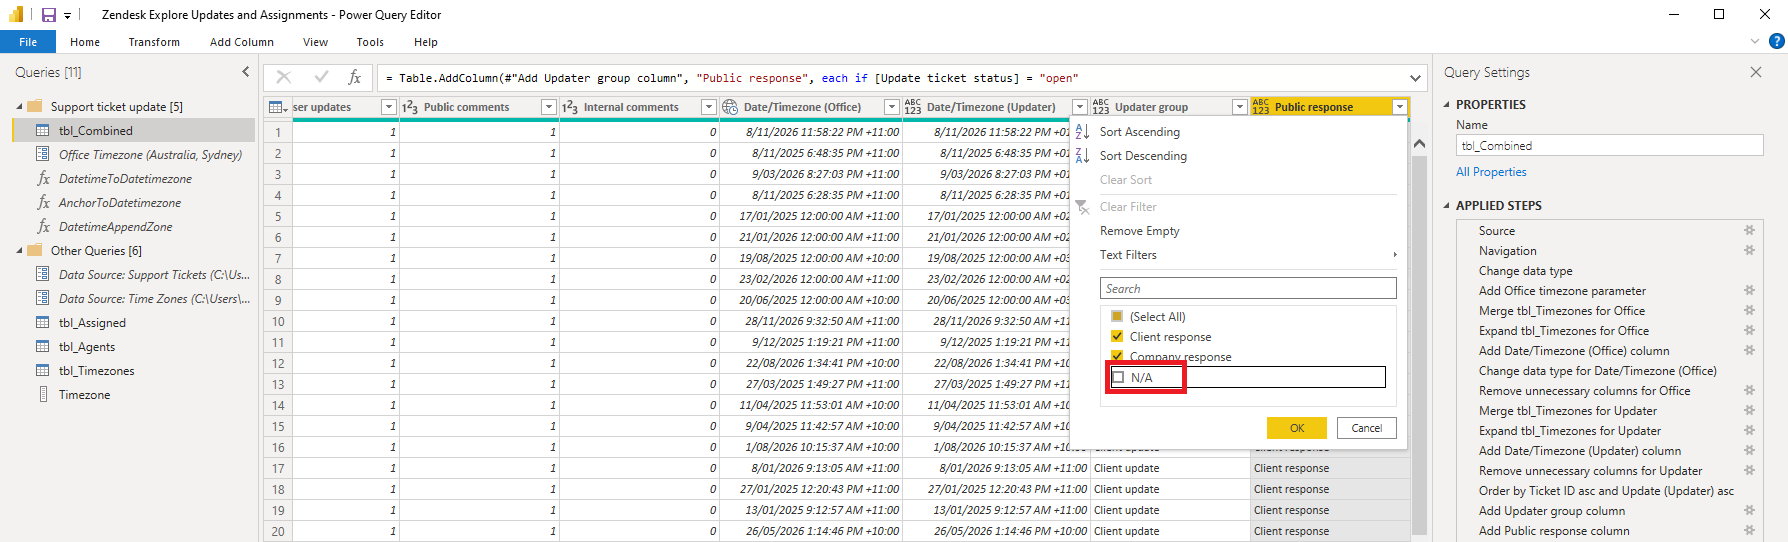 Zendesk Explore Updates and Assignments - Power Query Editor
File Home Transform Add Column View Tools Help
Queries [11]
= Table.AddColumn(#"Add Updater group column", "Public response", each if [Update ticket status] = "open"
Support ticket update [5]
tbl_Combined
Office Timezone (Australia, Sydney)
DatetimeToDatetimezone
AnchorToDatetimezone
DatetimeAppendZone
Other Queries [6]
Data Source: Support Tickets (C:\Us...
Data Source: Time Zones (C:\Users\...
tbl_Assigned
tbl_Agents
tbl_Timezones
Timezone
ser updates 123 Public comments 123 Internal comments Date/Timezone (Office) ABC 123 Date/Timezone (Updater) ABC 123 Updater group ABC 123 Public response
1 1 1 0 8/11/2026 11:58:22 PM +11:00 8/11/2026 11:58:22 PM +01
2 1 1 0 8/11/2025 6:48:35 PM +11:00 8/11/2025 6:48:35 PM +01
3 1 1 0 9/03/2026 8:27:03 PM +11:00 9/03/2026 8:27:03 PM +01
4 1 1 0 8/11/2025 6:28:35 PM +11:00 8/11/2025 6:28:35 PM +01
5 1 1 0 17/01/2025 12:00:00 AM +11:00 17/01/2025 12:00:00 AM +02
6 1 1 0 21/01/2026 12:00:00 AM +11:00 21/01/2026 12:00:00 AM +02
7 1 1 0 19/08/2026 12:00:00 AM +10:00 19/08/2026 12:00:00 AM +03
8 1 1 0 23/02/2026 12:00:00 AM +11:00 23/02/2026 12:00:00 AM +02
9 1 1 0 20/06/2025 12:00:00 AM +10:00 20/06/2025 12:00:00 AM +03
10 1 1 0 28/11/2026 9:32:50 AM +11:00 28/11/2026 9:32:50 AM +11
11 1 1 0 9/12/2025 1:19:21 PM +11:00 9/12/2025 1:19:21 PM +11
12 1 1 0 22/08/2026 1:34:41 PM +10:00 22/08/2026 1:34:41 PM +10
13 1 1 0 27/03/2025 1:49:27 PM +11:00 27/03/2025 1:49:27 PM +11
14 1 1 0 11/04/2025 11:53:01 AM +10:00 11/04/2025 11:53:01 AM +10
15 1 1 0 9/04/2025 11:42:57 AM +10:00 9/04/2025 11:42:57 AM +10
16 1 1 0 1/08/2026 10:15:37 AM +10:00 1/08/2026 10:15:37 AM +10:00
17 1 1 0 8/01/2026 9:13:05 AM +11:00 8/01/2026 9:13:05 AM +11:00 Client update Client response
18 1 1 0 27/01/2025 12:20:43 PM +11:00 27/01/2025 12:20:43 PM +11:00 Client update Client response
19 1 1 0 13/01/2025 9:12:57 AM +11:00 13/01/2025 9:12:57 AM +11:00 Client update Client response
20 1 1 0 26/05/2026 1:14:46 PM +10:00 26/05/2026 1:14:46 PM +10:00 Client update Client response
Sort Ascending
Sort Descending
Clear Sort
Clear Filter
Remove Empty
Text Filters
Search
(Select All)
Client response
Company response
N/A
OK Cancel
Query Settings
PROPERTIES
Name
tbl_Combined
All Properties
APPLIED STEPS
Source
Navigation
Change data type
Add Office timezone parameter
Merge tbl_Timezones for Office
Expand tbl_Timezones for Office
Add Date/Timezone (Office) column
Change data type for Date/Timezone (Office)
Remove unnecessary columns for Office
Merge tbl_Timezones for Updater
Expand tbl_Timezones for Updater
Add Date/Timezone (Updater) column
Remove unnecessary columns for Updater
Order by Ticket ID asc and Update (Updater) asc
Add Updater group column
Add Public response column